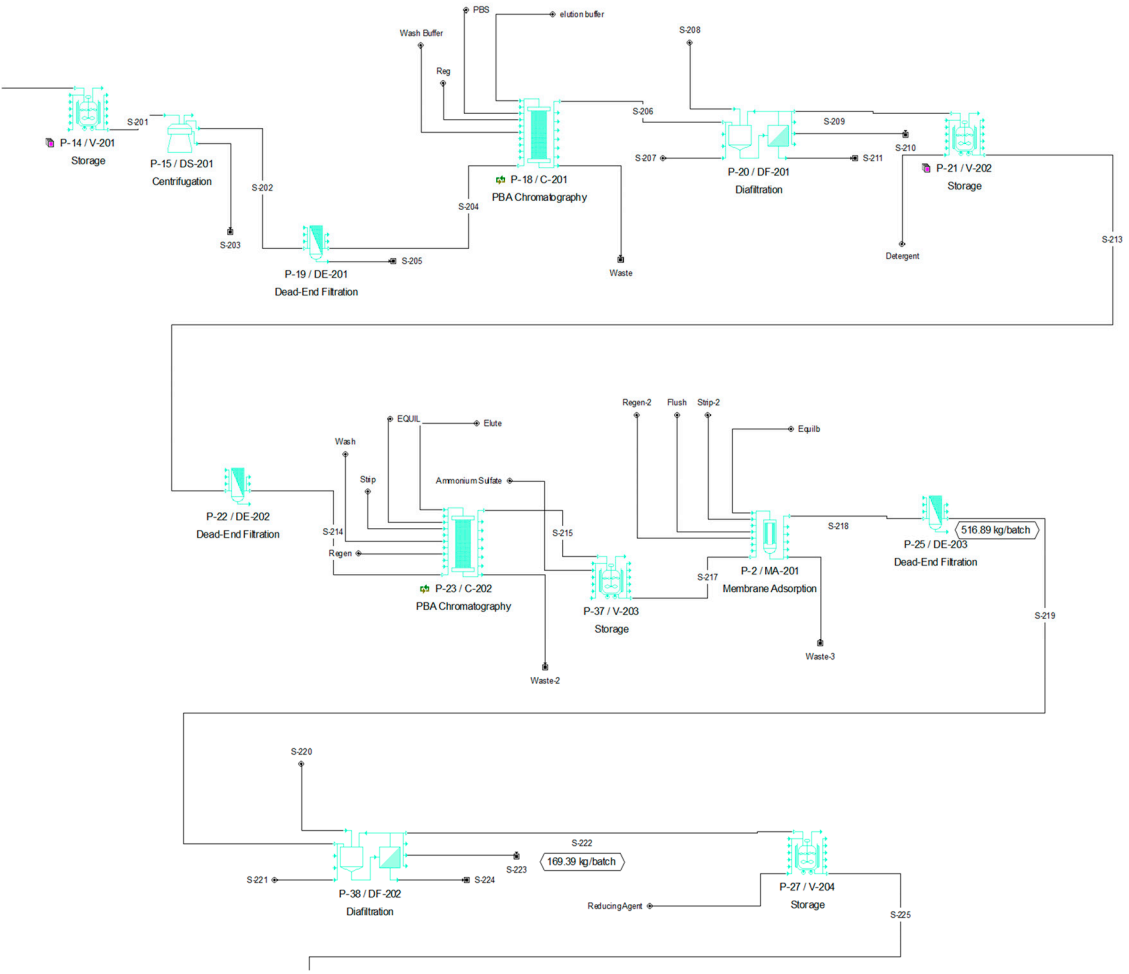 PBS
elution buffer
Wash Buffer
S-208
Reg
S-206
S-201
S-209
P-14 / V-201
Storage
P-15 / DS-201
Centrifugation
S-207
S-211
S-210
P-20 / DF-201
Diafiltration
P-21 / V-202
Storage
P-18 / C-201
PBA Chromatography
S-202
S-204
S-203
S-213
S-205
Detergent
P-19 / DE-201
Dead-End Filtration
Waste
Regen-2
Flush
Strip-2
EQUIL
Elute
Equilb
Wash
Strip
Ammonium Sulfate
P-22 / DE-202
Dead-End Filtration
S-214
S-215
S-218
516.89 kg/batch
P-25 / DE-203
Dead-End Filtration
Regen
P-2 / MA-201
Membrane Adsorption
S-217
P-23 / C-202
PBA Chromatography
P-37 / V-203
Storage
S-219
Waste-2
Waste-3
S-220
S-222
169.39 kg/batch
S-223
S-221
S-224
P-38 / DF-202
Diafiltration
P-27 / V-204
Storage
ReducingAgent
S-225